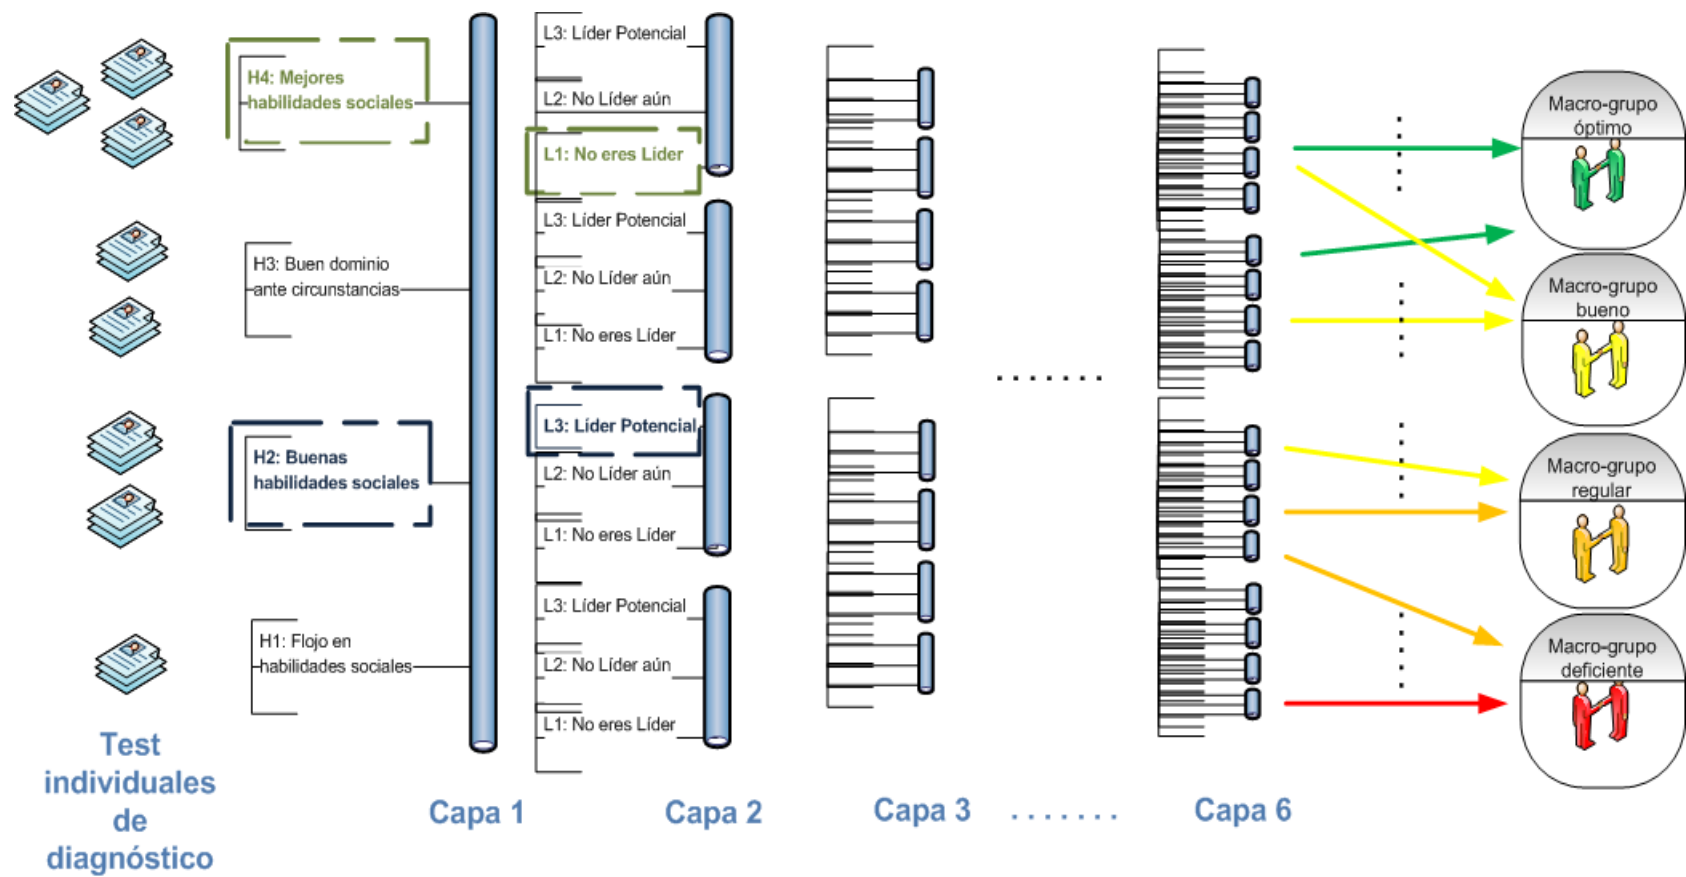 H4: Mejores
habilidades sociales
H3: Buen dominio
ante circunstancias
H2: Buenas
habilidades sociales
H1: Flojo en
habilidades sociales
L3: Líder Potencial
L2: No Líder aún
L1: No eres Líder
L3: Líder Potencial
L2: No Líder aún
L1: No eres Líder
L3: Líder Potencial
L2: No Líder aún
L1: No eres Líder
L3: Líder Potencial
L2: No Líder aún
L1: No eres Líder
Macro-grupo
óptimo
Macro-grupo
bueno
Macro-grupo
regular
Macro-grupo
deficiente
Test
individuales
de
diagnóstico
Capa 1
Capa 2
Capa 3
.......
Capa 6